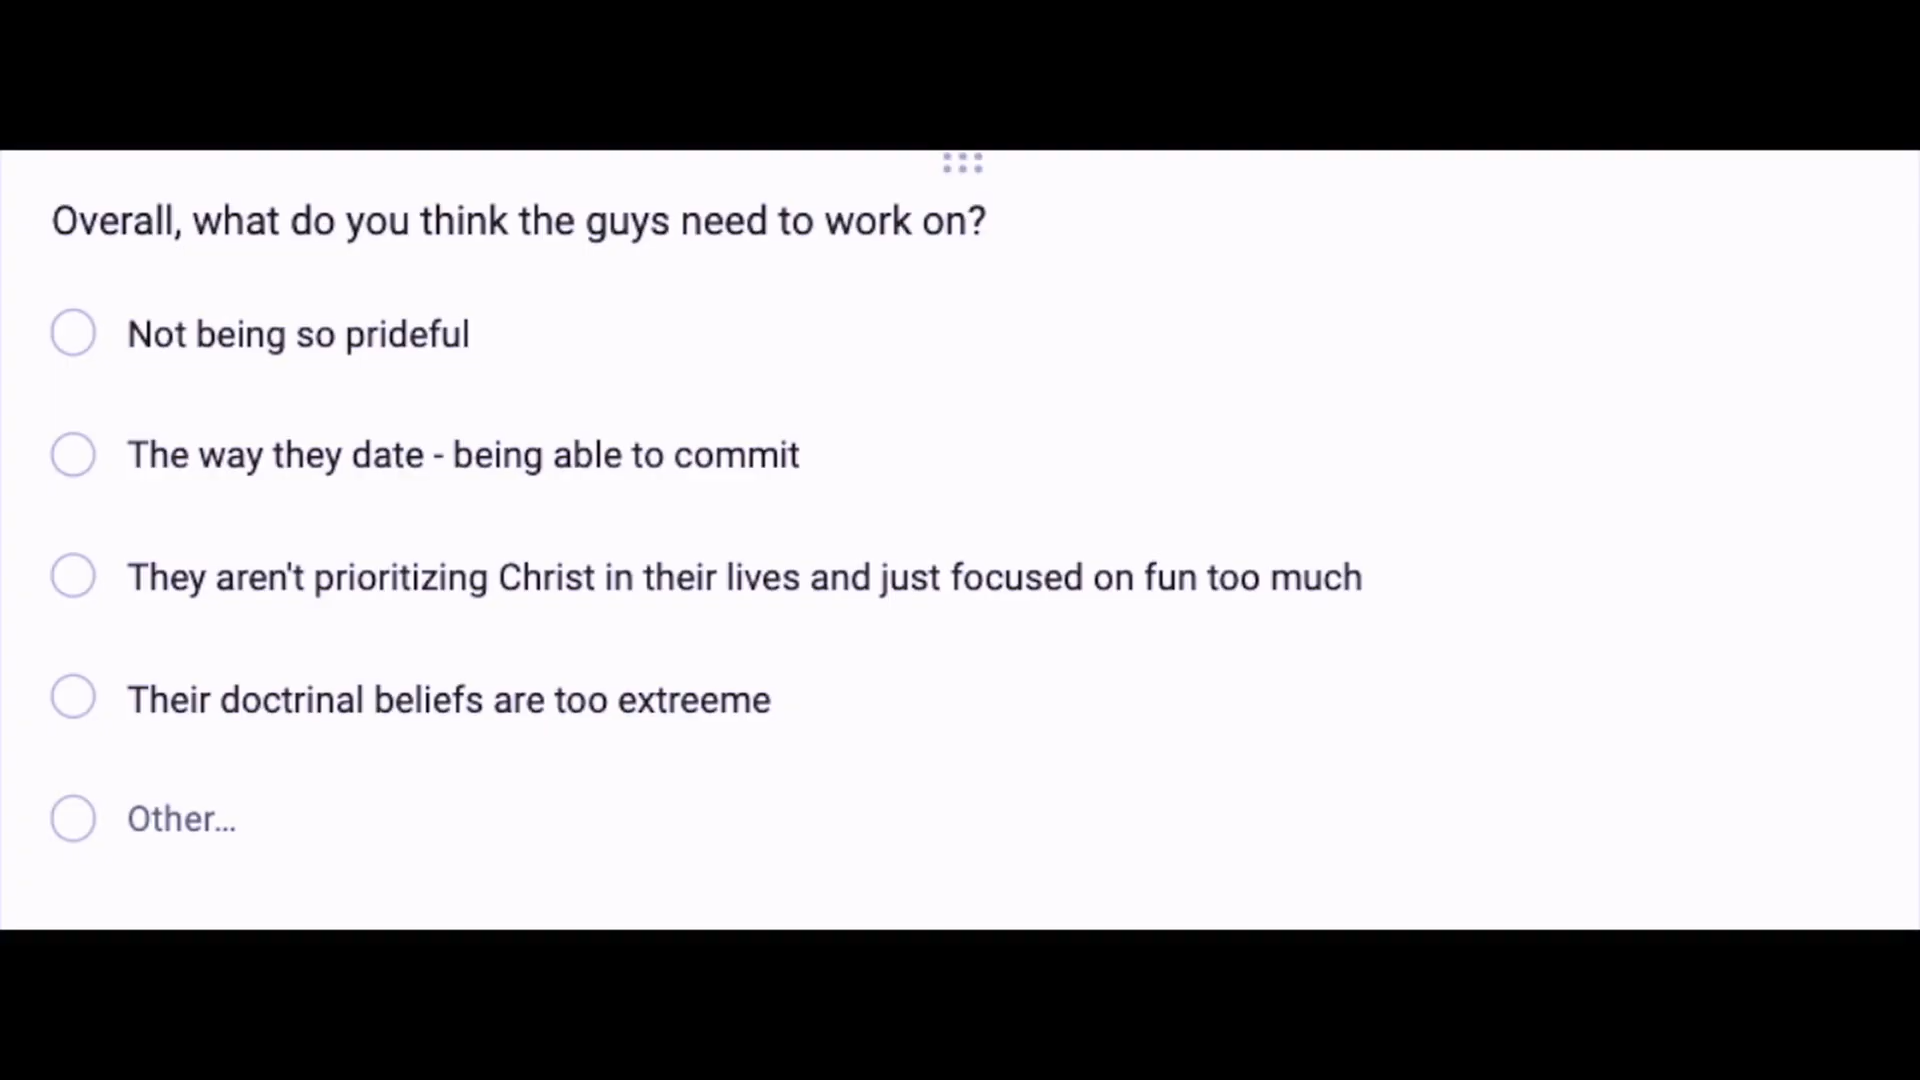 Overall, what do you think the guys need to work on?
Not being so prideful
The way they date - being able to commit
They aren't prioritizing Christ in their lives and just focused on fun too much
Their doctrinal beliefs are too extreeme
Other...